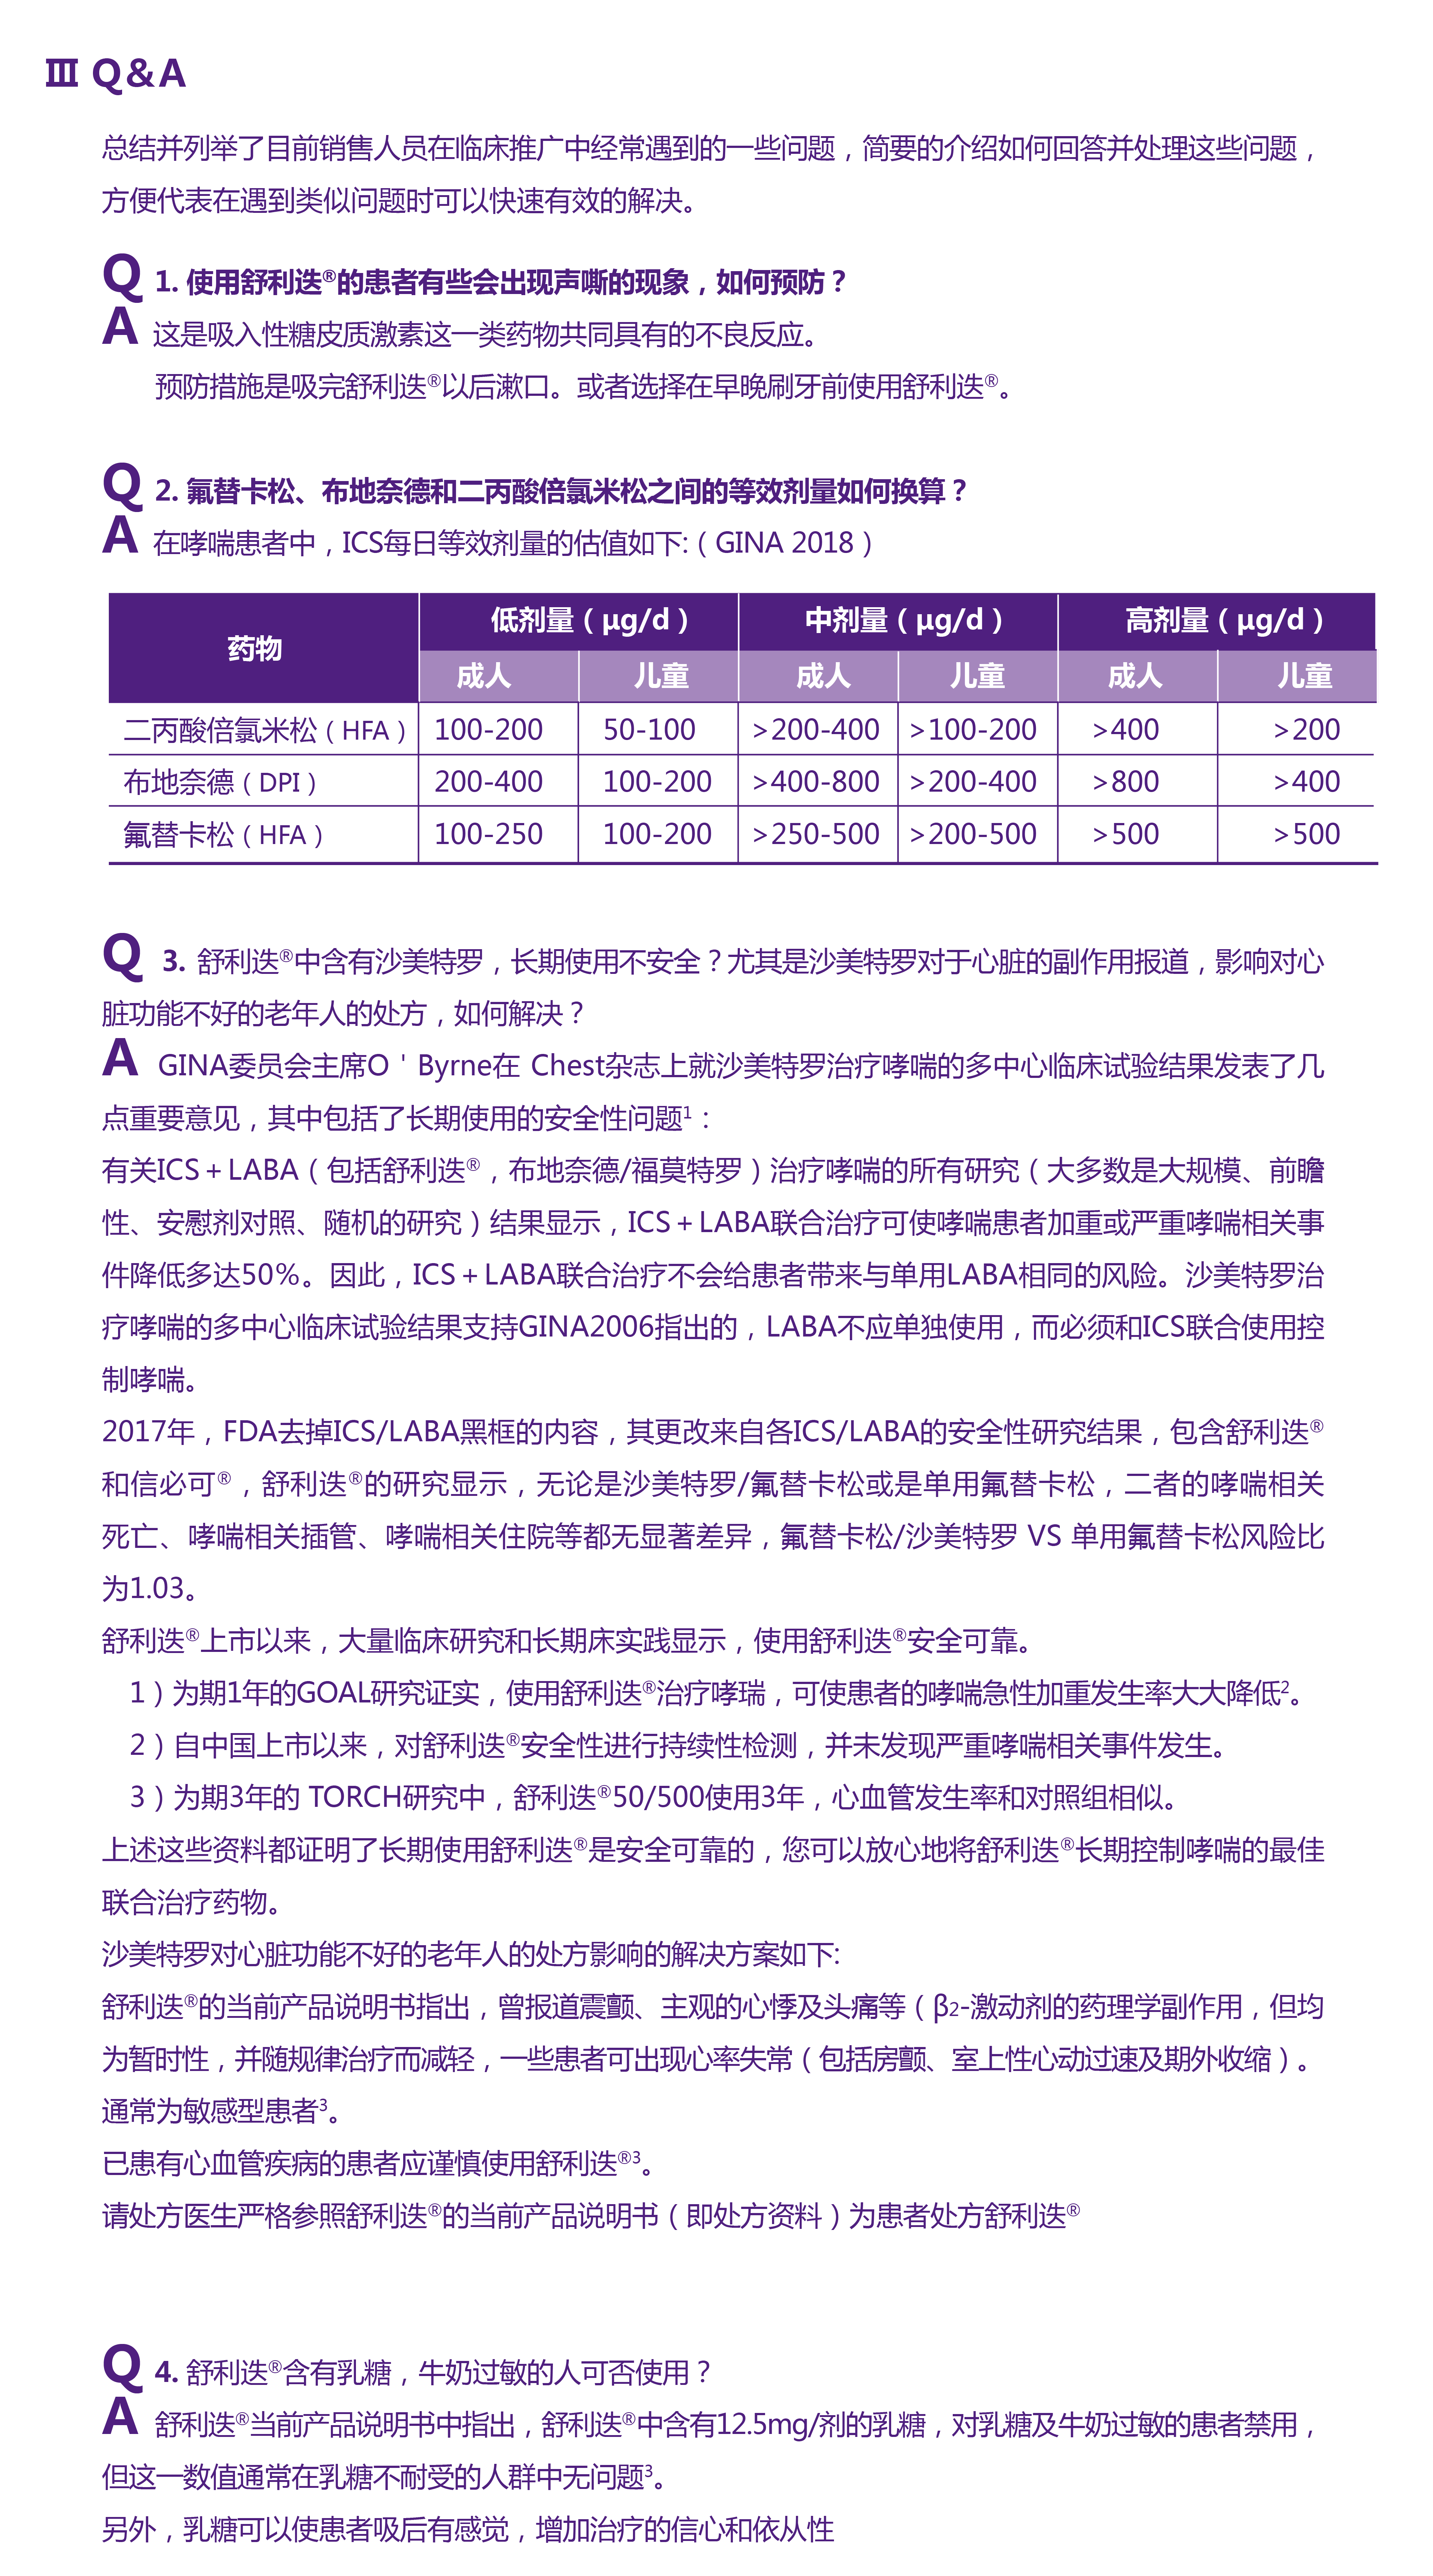 Ⅲ Q&A
总结并列举了目前销售人员在临床推广中经常遇到的一些问题，简要的介绍如何回答并处理这些问题，
方便代表在遇到类似问题时可以快速有效的解决。
Q 1. 使用舒利迭®的患者有些会出现声嘶的现象，如何预防？
A 这是吸入性糖皮质激素这一类药物共同具有的不良反应。
预防措施是吸完舒利迭®以后漱口。或者选择在早晚刷牙前使用舒利迭®。
Q 2. 氟替卡松、布地奈德和二丙酸倍氯米松之间的等效剂量如何换算？
A 在哮喘患者中，ICS每日等效剂量的估值如下:（GINA 2018）
药物 低剂量（μg/d） 中剂量（μg/d） 高剂量（μg/d）
成人 儿童 成人 儿童 成人 儿童
二丙酸倍氯米松（HFA） 100-200 50-100 >200-400 >100-200 >400 >200
布地奈德（DPI） 200-400 100-200 >400-800 >200-400 >800 >400
氟替卡松（HFA） 100-250 100-200 >250-500 >200-500 >500 >500
Q 3. 舒利迭®中含有沙美特罗，长期使用不安全？尤其是沙美特罗对于心脏的副作用报道，影响对心
脏功能不好的老年人的处方，如何解决？
A GINA委员会主席O＇Byrne在 Chest杂志上就沙美特罗治疗哮喘的多中心临床试验结果发表了几
点重要意见，其中包括了长期使用的安全性问题¹：
有关ICS＋LABA（包括舒利迭®，布地奈德/福莫特罗）治疗哮喘的所有研究（大多数是大规模、前瞻
性、安慰剂对照、随机的研究）结果显示，ICS＋LABA联合治疗可使哮喘患者加重或严重哮喘相关事
件降低多达50%。因此，ICS＋LABA联合治疗不会给患者带来与单用LABA相同的风险。沙美特罗治
疗哮喘的多中心临床试验结果支持GINA2006指出的，LABA不应单独使用，而必须和ICS联合使用控
制哮喘。
2017年，FDA去掉ICS/LABA黑框的内容，其更改来自各ICS/LABA的安全性研究结果，包含舒利迭®
和信必可®，舒利迭®的研究显示，无论是沙美特罗/氟替卡松或是单用氟替卡松，二者的哮喘相关
死亡、哮喘相关插管、哮喘相关住院等都无显著差异，氟替卡松/沙美特罗 VS 单用氟替卡松风险比
为1.03。
舒利迭®上市以来，大量临床研究和长期床实践显示，使用舒利迭®安全可靠。
1）为期1年的GOAL研究证实，使用舒利迭®治疗哮瑞，可使患者的哮喘急性加重发生率大大降低²。
2）自中国上市以来，对舒利迭®安全性进行持续性检测，并未发现严重哮喘相关事件发生。
3）为期3年的 TORCH研究中，舒利迭®50/500使用3年，心血管发生率和对照组相似。
上述这些资料都证明了长期使用舒利迭®是安全可靠的，您可以放心地将舒利迭®长期控制哮喘的最佳
联合治疗药物。
沙美特罗对心脏功能不好的老年人的处方影响的解决方案如下:
舒利迭®的当前产品说明书指出，曾报道震颤、主观的心悸及头痛等（β2-激动剂的药理学副作用，但均
为暂时性，并随规律治疗而减轻，一些患者可出现心率失常（包括房颤、室上性心动过速及期外收缩）。
通常为敏感型患者³。
已患有心血管疾病的患者应谨慎使用舒利迭®³。
请处方医生严格参照舒利迭®的当前产品说明书（即处方资料）为患者处方舒利迭®
Q 4. 舒利迭®含有乳糖，牛奶过敏的人可否使用？
A 舒利迭®当前产品说明书中指出，舒利迭®中含有12.5mg/剂的乳糖，对乳糖及牛奶过敏的患者禁用，
但这一数值通常在乳糖不耐受的人群中无问题³。
另外，乳糖可以使患者吸后有感觉，增加治疗的信心和依从性